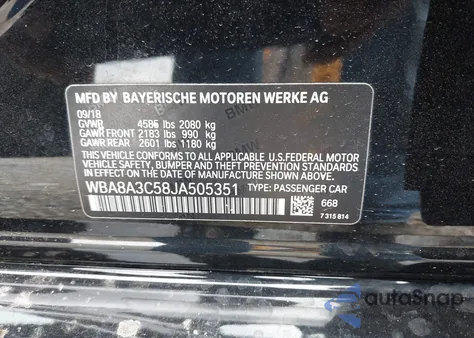 MFD BY BAYERISCHE MOTOREN WERKE AG
09/18
GVWR 4585 lbs 2080 kg
GAWR FRONT 2183 lbs 990 kg
GAWR REAR 2601 lbs 1180 kg
THIS VEHICLE CONFORMS TO ALL APPLICABLE U.S.FEDERAL MOTOR
VEHICLE SAFETY, BUMPER AND THEFT PREVENTION STANDARDS
IN EFFECT ON THE DATE OF MANUFACTURE SHOWN ABOVE.
WBA8A3C58JA505351 TYPE: PASSENGER CAR
668
7 315 814
autoSnap